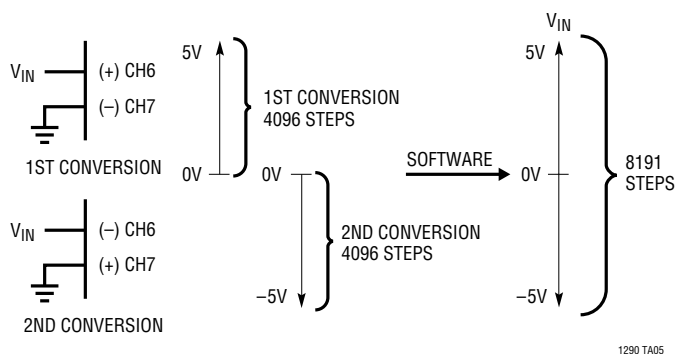 VIN
(+) CH6
(–) CH7
1ST CONVERSION
5V
0V
1ST CONVERSION
4096 STEPS
VIN
(–) CH6
(+) CH7
2ND CONVERSION
0V
–5V
2ND CONVERSION
4096 STEPS
SOFTWARE
VIN
5V
0V
–5V
8191
STEPS
1290 TA05